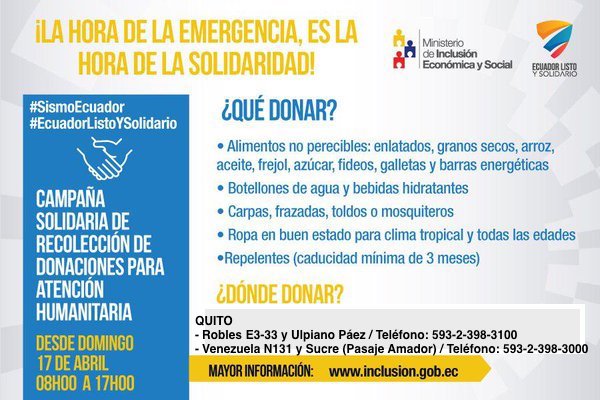 ¡LA HORA DE LA EMERGENCIA, ES LA
HORA DE LA SOLIDARIDAD!
Ministerio
de Inclusión
Económica y Social
ECUADOR LISTO
Y SOLIDARIO
#SismoEcuador
#EcuadorListoYSolidario
CAMPAÑA
SOLIDARIA DE
RECOLECCIÓN DE
DONACIONES PARA
ATENCIÓN
HUMANITARIA
DESDE DOMINGO
17 DE ABRIL
08H00 A 17H00
¿QUÉ DONAR?
• Alimentos no perecibles: enlatados, granos secos, arroz,
aceite, frejol, azúcar, fideos, galletas y barras energéticas
• Botellones de agua y bebidas hidratantes
• Carpas, frazadas, toldos o mosquiteros
• Ropa en buen estado para clima tropical y todas las edades
•Repelentes (caducidad mínima de 3 meses)
¿DÓNDE DONAR?
QUITO
- Robles E3-33 y Ulpiano Páez / Teléfono: 593-2-398-3100
- Venezuela N131 y Sucre (Pasaje Amador) / Teléfono: 593-2-398-3000
MAYOR INFORMACIÓN: www.inclusion.gob.ec